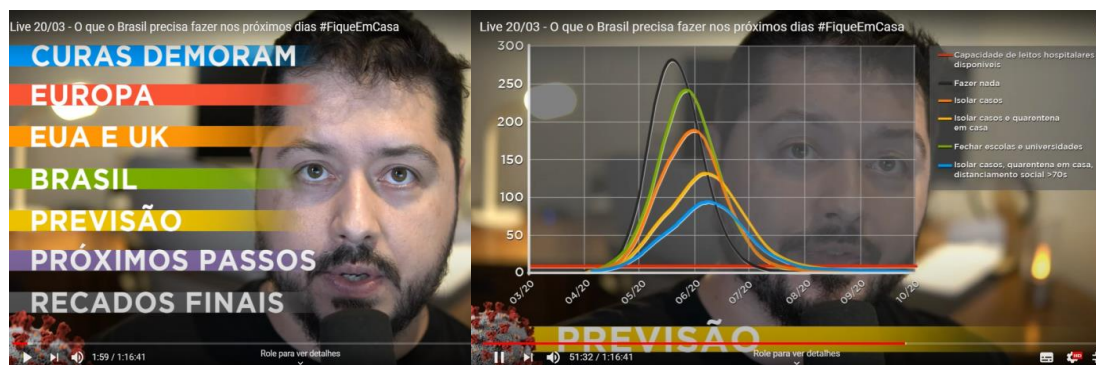 Live 20/03 - O que o Brasil precisa fazer nos próximos dias #FiqueEmCasa
CURAS DEMORAM
EUROPA
EUA E UK
BRASIL
PREVISÃO
PRÓXIMOS PASSOS
RECADOS FINAIS
1:59 / 1:16:41
Role para ver detalhes
Live 20/03 - O que o Brasil precisa fazer nos próximos dias #FiqueEmCasa
300
250
200
150
100
50
0
03/20
04/20
05/20
06/20
07/20
08/20
09/20
10/20
Capacidade de leitos hospitalares
disponíveis
Fazer nada
Isolar casos
Isolar casos e quarentena
em casa
Fechar escolas e universidades
Isolar casos, quarentena em casa,
distanciamento social >70s
PREVISÃO
51:32 / 1:16:41
Role para ver detalhes
HD